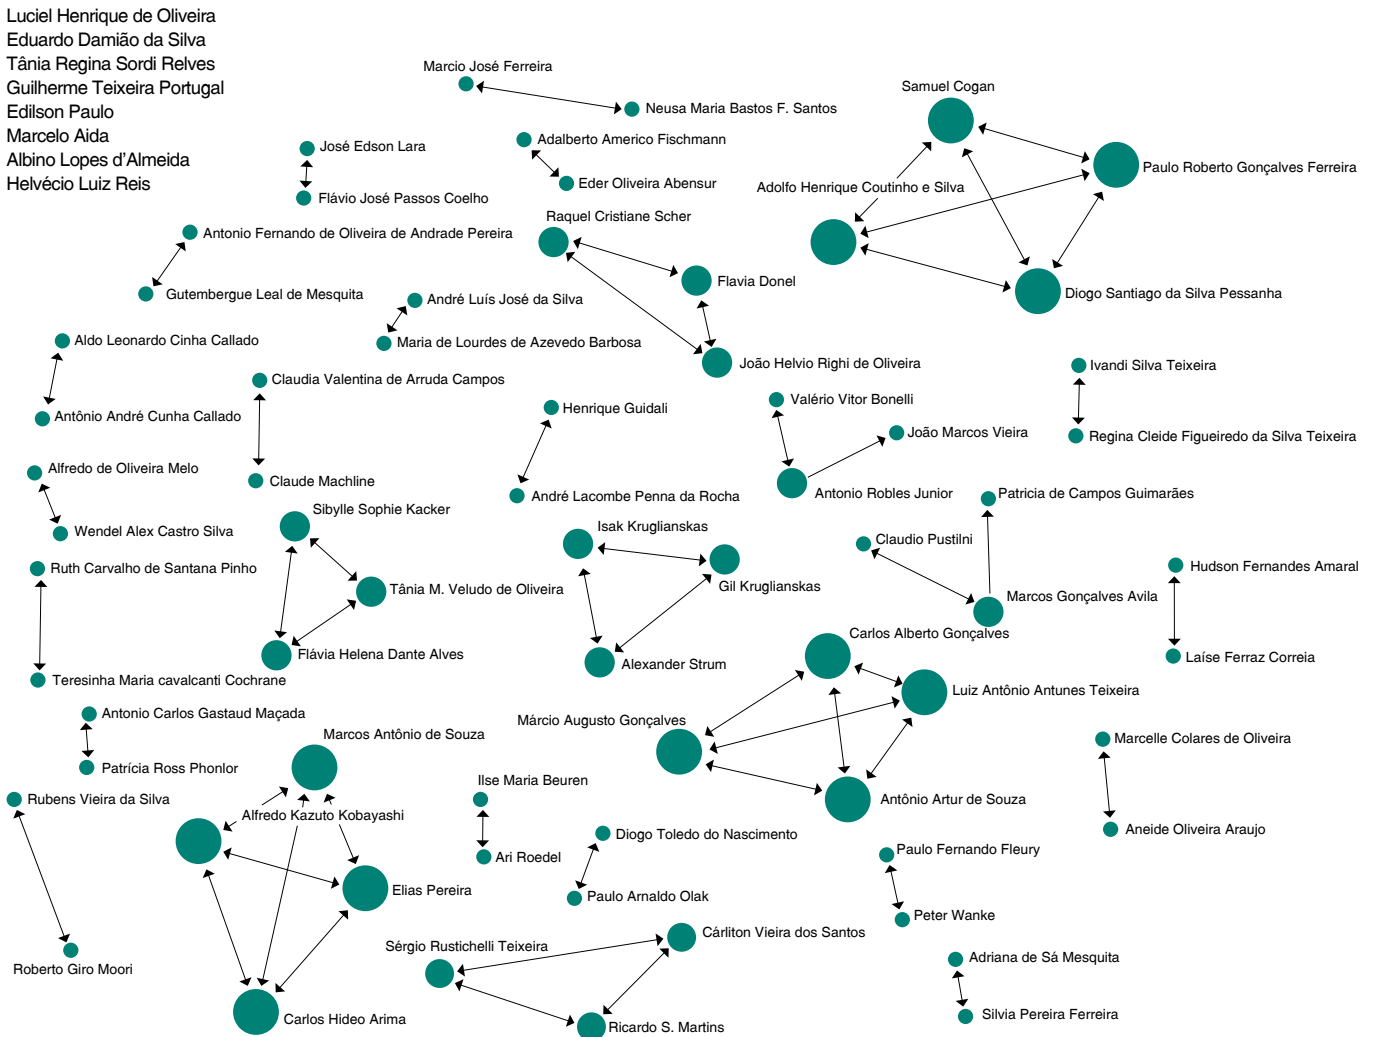 Luciel Henrique de Oliveira
Eduardo Damião da Silva
Tânia Regina Sordi Relves
Guilherme Teixeira Portugal
Edilson Paulo
Marcelo Aida
Albino Lopes d’Almeida
Helvécio Luiz Reis
Marcio José Ferreira
Neusa Maria Bastos F. Santos
Samuel Cogan
Paulo Roberto Gonçalves Ferreira
Adolfo Henrique Coutinho e Silva
Diogo Santiago da Silva Pessanha
José Edson Lara
Flávio José Passos Coelho
Adalberto Americo Fischmann
Eder Oliveira Abensur
Antonio Fernando de Oliveira de Andrade Pereira
Gutembergue Leal de Mesquita
Raquel Cristiane Scher
Flavia Donel
João Helvio Righi de Oliveira
André Luís José da Silva
Maria de Lourdes de Azevedo Barbosa
Aldo Leonardo Cinha Callado
Antônio André Cunha Callado
Claudia Valentina de Arruda Campos
Claude Machline
Henrique Guidali
André Lacombe Penna da Rocha
Valério Vitor Bonelli
João Marcos Vieira
Antonio Robles Junior
Ivandi Silva Teixeira
Regina Cleide Figueiredo da Silva Teixeira
Alfredo de Oliveira Melo
Wendel Alex Castro Silva
Sibylle Sophie Kacker
Tânia M. Veludo de Oliveira
Flávia Helena Dante Alves
Isak Kruglianskas
Gil Kruglianskas
Alexander Strum
Patricia de Campos Guimarães
Claudio Pustilni
Marcos Gonçalves Avila
Hudson Fernandes Amaral
Laíse Ferraz Correia
Ruth Carvalho de Santana Pinho
Teresinha Maria cavalcanti Cochrane
Carlos Alberto Gonçalves
Luiz Antônio Antunes Teixeira
Márcio Augusto Gonçalves
Antônio Artur de Souza
Antonio Carlos Gastaud Maçada
Patrícia Ross Phonlor
Marcos Antônio de Souza
Alfredo Kazuto Kobayashi
Elias Pereira
Carlos Hideo Arima
Rubens Vieira da Silva
Roberto Giro Moori
Ilse Maria Beuren
Ari Roedel
Diogo Toledo do Nascimento
Paulo Arnaldo Olak
Marcelle Colares de Oliveira
Aneide Oliveira Araujo
Paulo Fernando Fleury
Peter Wanke
Sérgio Rustichelli Teixeira
Cárliton Vieira dos Santos
Ricardo S. Martins
Adriana de Sá Mesquita
Silvia Pereira Ferreira